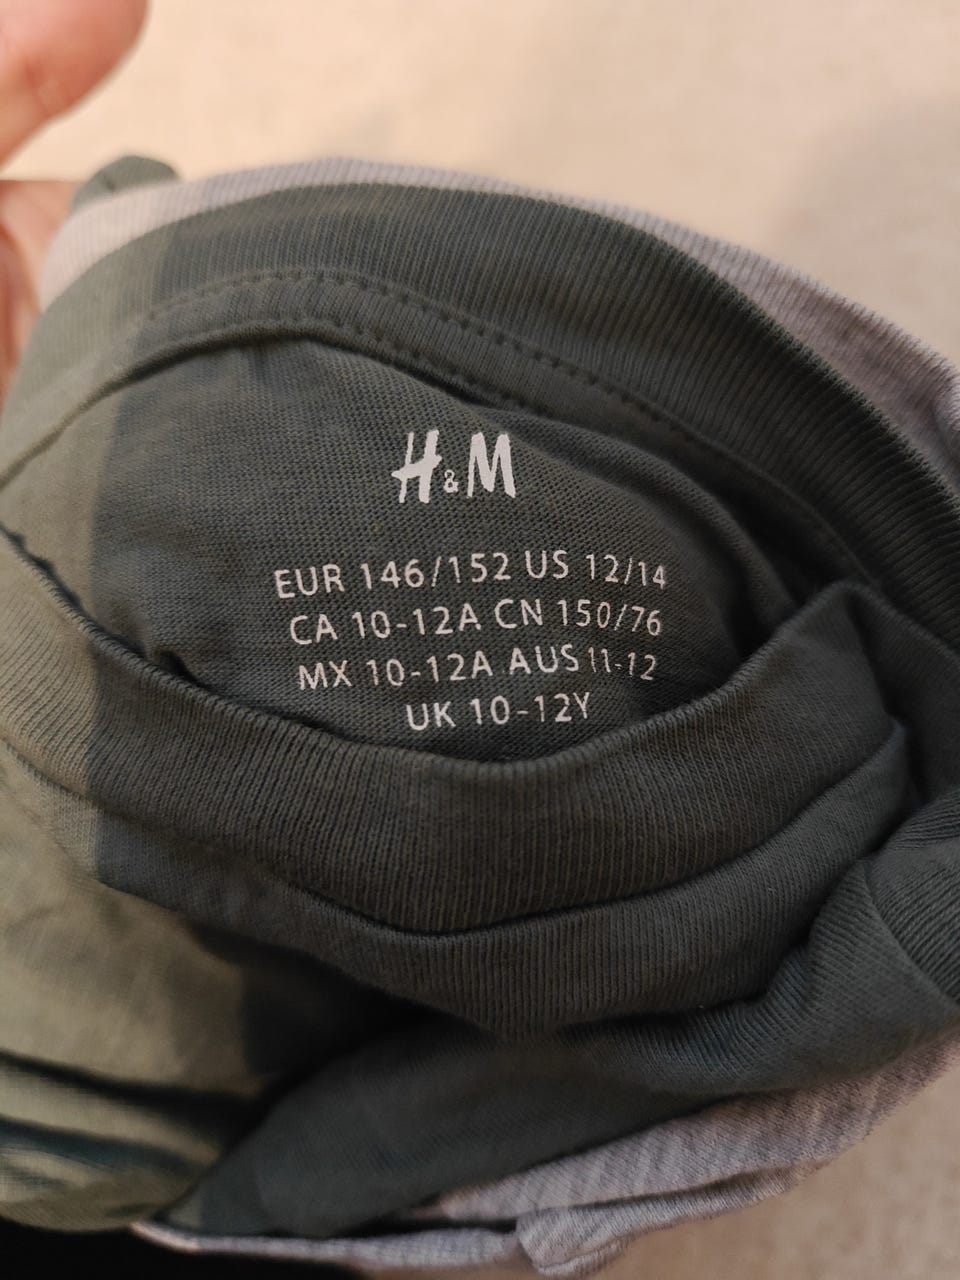 H&M
EUR 146/152 US 12/14
CA 10-12A CN 150/76
MX 10-12A AUS 11-12
UK 10-12Y